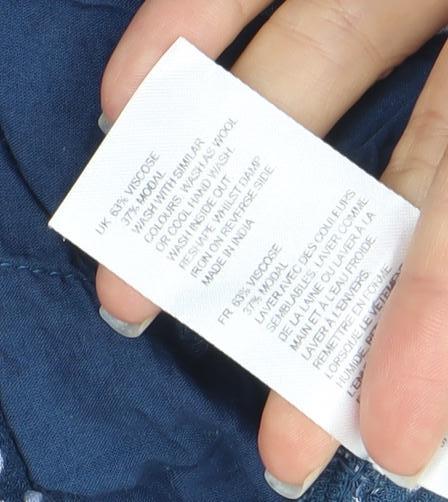 UK 63% VISCOSE
37% MODAL
WASH WITH SIMILAR
COLOURS. WASH AS WOOL
OR COOL HAND WASH.
WASH INSIDE OUT
RESHAPE WHILST DAMP
IRON ON REVERSE SIDE
MADE IN INDIA
FR 63% VISCOSE
37% MODAL
LAVER AVEC DES COULEURS
SEMBLABLES. LAVER COMME
DE LA LAINE OU LAVER À LA
MAIN ET À L'EAU FROIDE.
LAVER À L'ENVERS.
REMETTRE EN FORME
LORSQUE LE VÊTEMENT
HUMIDE.